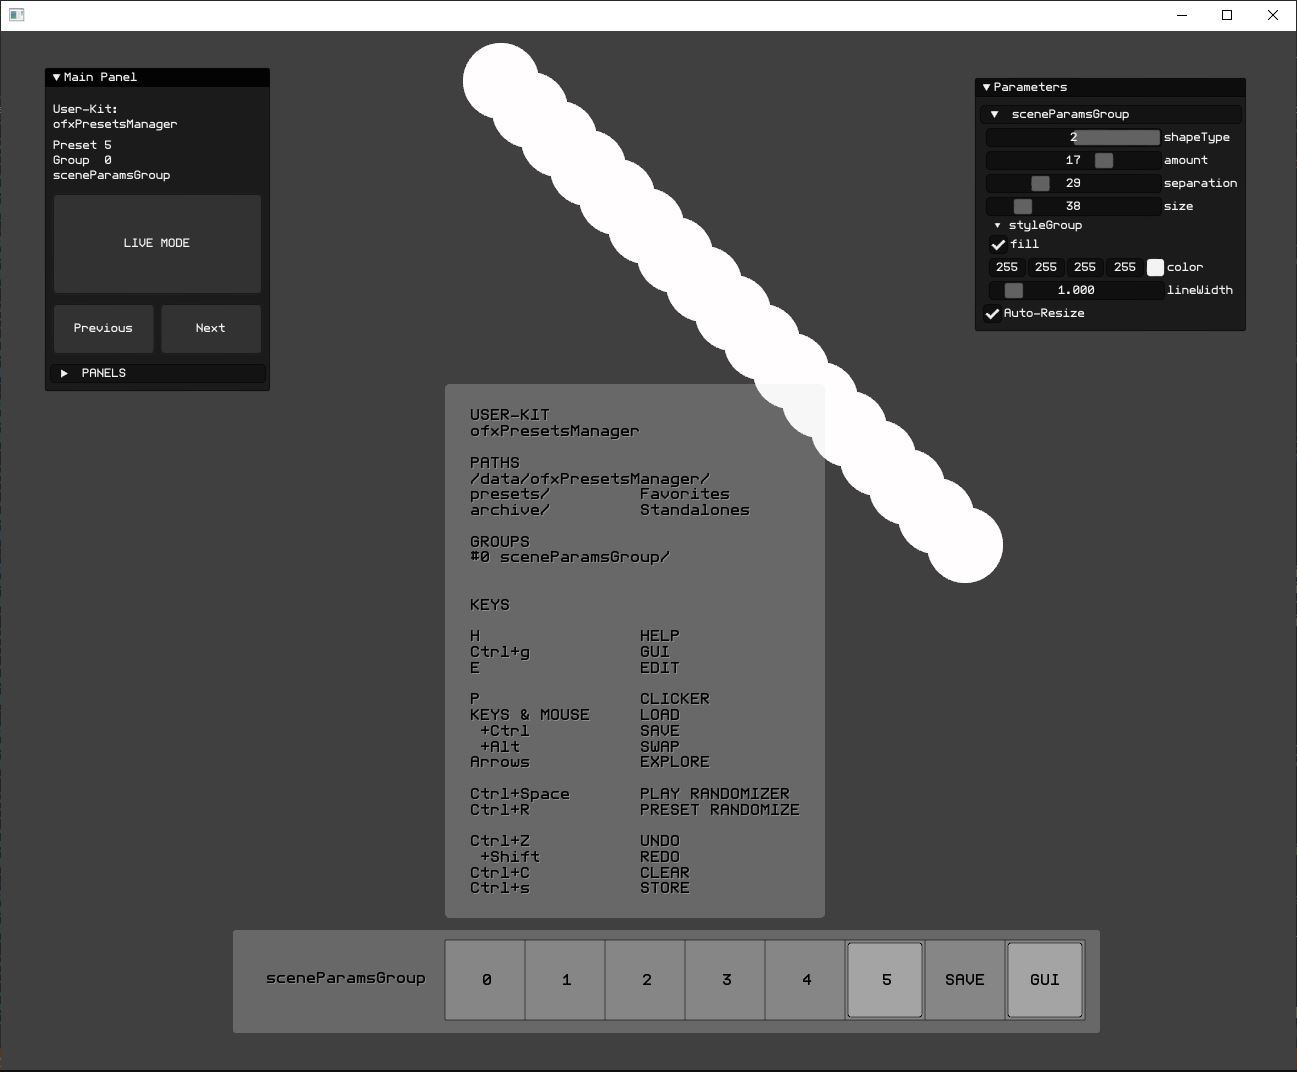 Main Panel
User-Kit:
ofxPresetsManager
Preset 5
Group  0
sceneParamsGroup
LIVE MODE
Previous Next
PANELS
Parameters
sceneParamsGroup
2 shapeType
17 amount
29 separation
38 size
styleGroup
fill
255 255 255 255 color
1.000 lineWidth
Auto-Resize
USER-KIT
ofxPresetsManager
PATHS
/data/ofxPresetsManager/
presets/ Favorites
archive/ Standalones
GROUPS
#0 sceneParamsGroup/
KEYS
H HELP
Ctrl+g GUI
E EDIT
P CLICKER
KEYS & MOUSE LOAD
+Ctrl SAVE
+Alt SWAP
Arrows EXPLORE
Ctrl+Space PLAY RANDOMIZER
Ctrl+R PRESET RANDOMIZE
Ctrl+Z UNDO
+Shift REDO
Ctrl+C CLEAR
Ctrl+s STORE
sceneParamsGroup 0 1 2 3 4 5 SAVE GUI